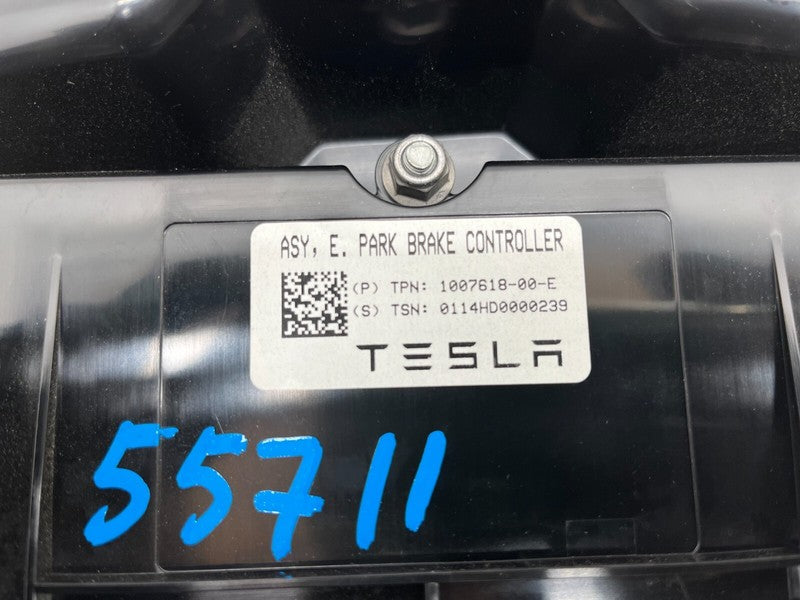 ASY, E. PARK BRAKE CONTROLLER
(P) TPN: 1007618-00-E
(S) TSN: 0114HD0000239
TESLA
55711